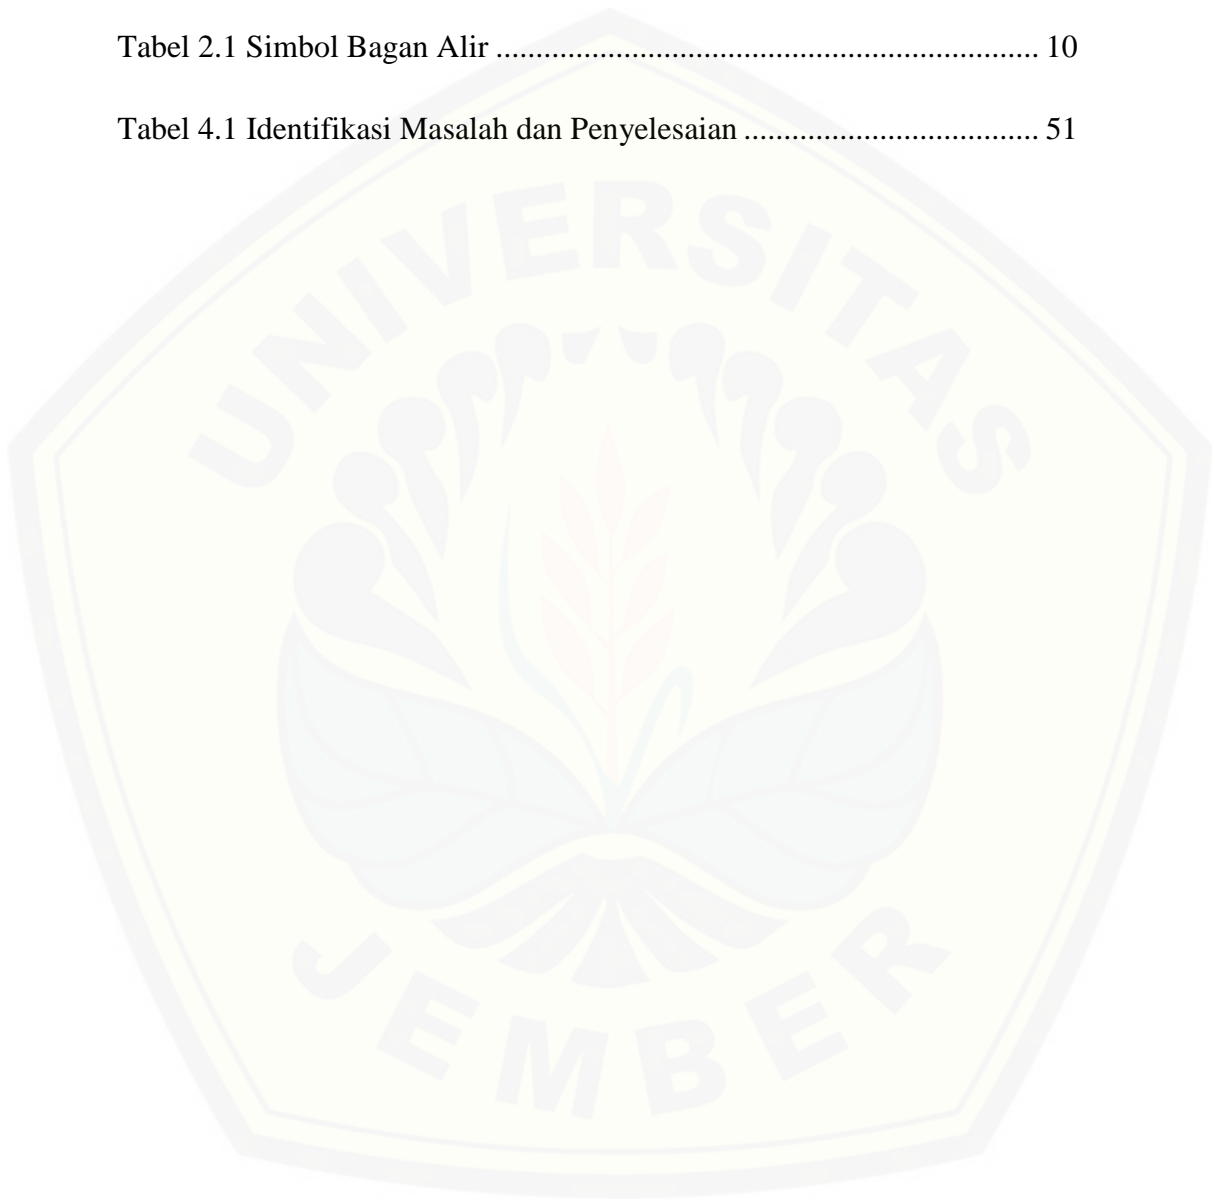 Tabel 2.1 Simbol Bagan Alir .................................................................... 10
Tabel 4.1 Identifikasi Masalah dan Penyelesaian ..................................... 51
UNIVERSITAS
JEMBER